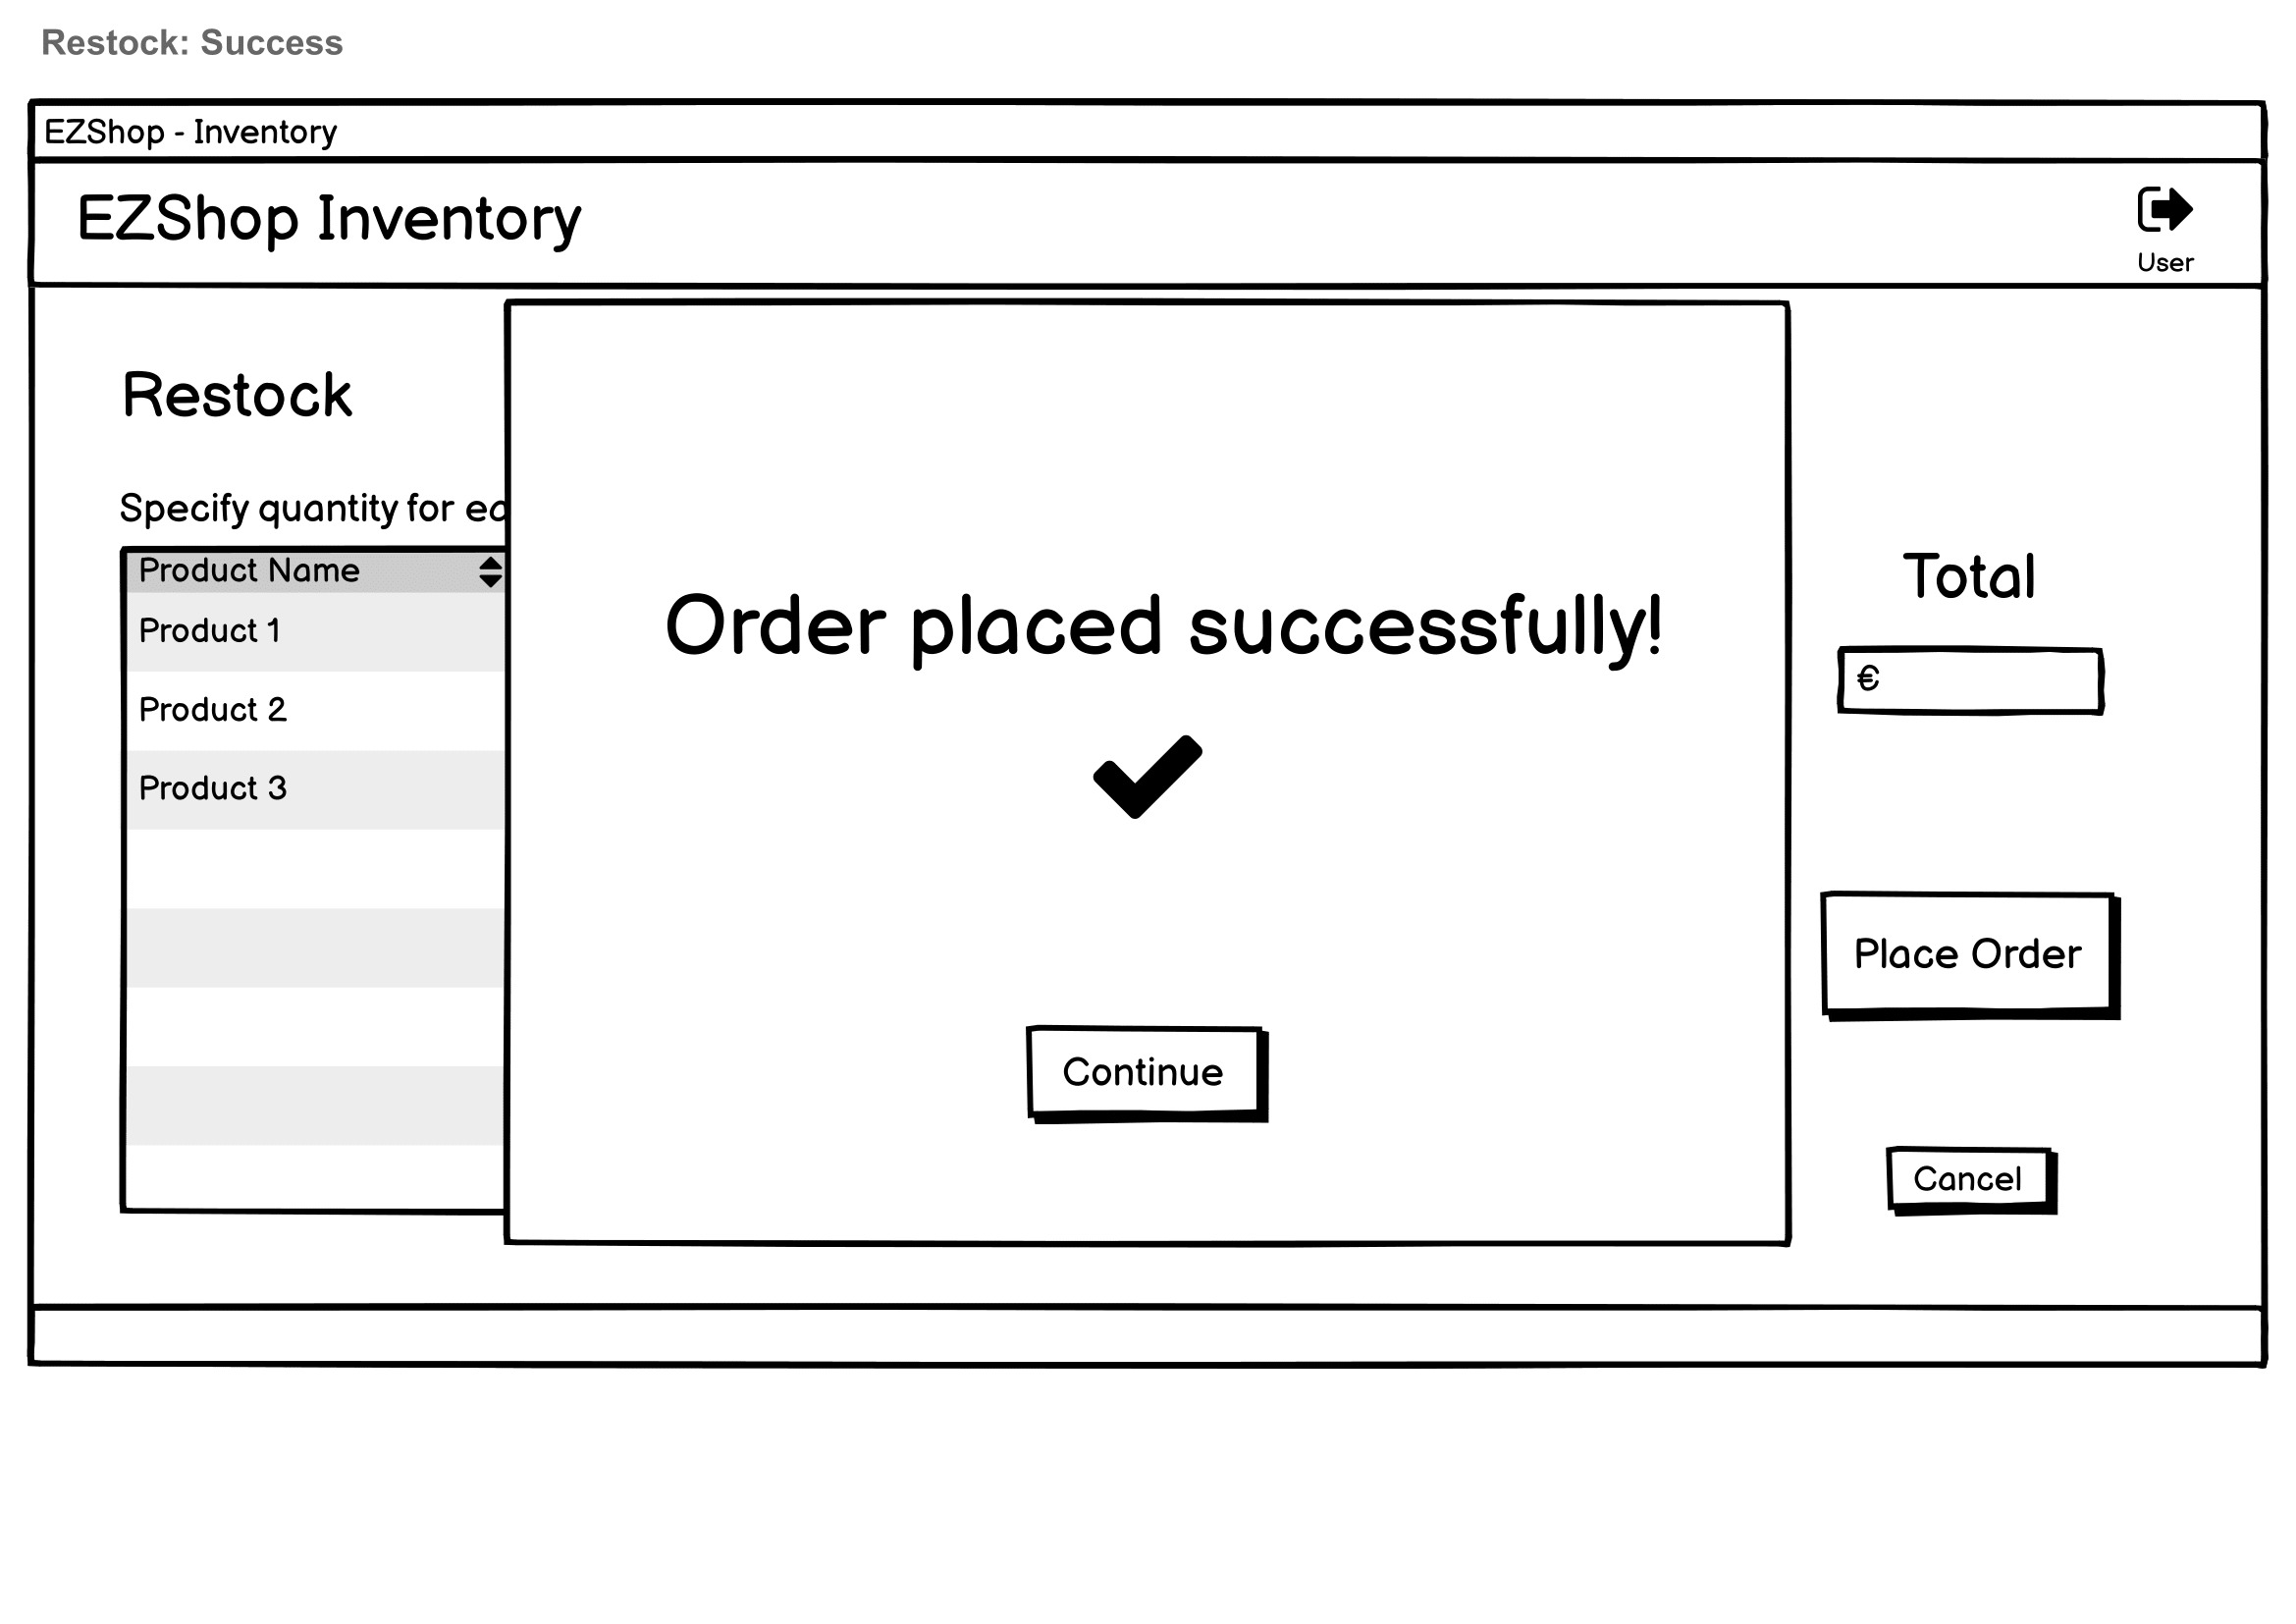 Restock: Success
EZShop - Inventory
EZShop Inventory
User
Restock
Specify quantity for
Product Name
Product 1
Product 2
Product 3
Order placed successfully!
Continue
Total
€
Place Order
Cancel